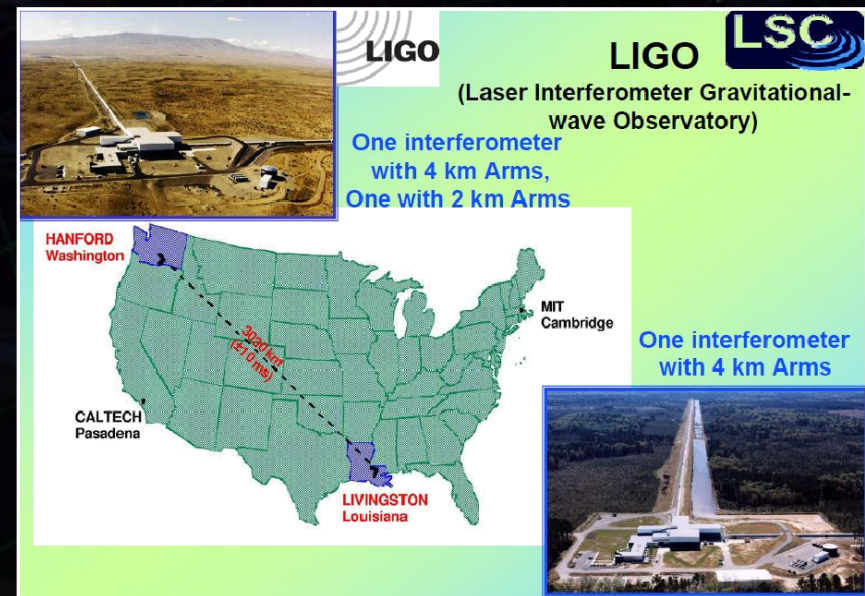 LIGO
LIGO
LSC
(Laser Interferometer Gravitational-
wave Observatory)
One interferometer
with 4 km Arms,
One with 2 km Arms
HANFORD
Washington
3030 km
(±10 ms)
MIT
Cambridge
CALTECH
Pasadena
LIVINGSTON
Louisiana
One interferometer
with 4 km Arms